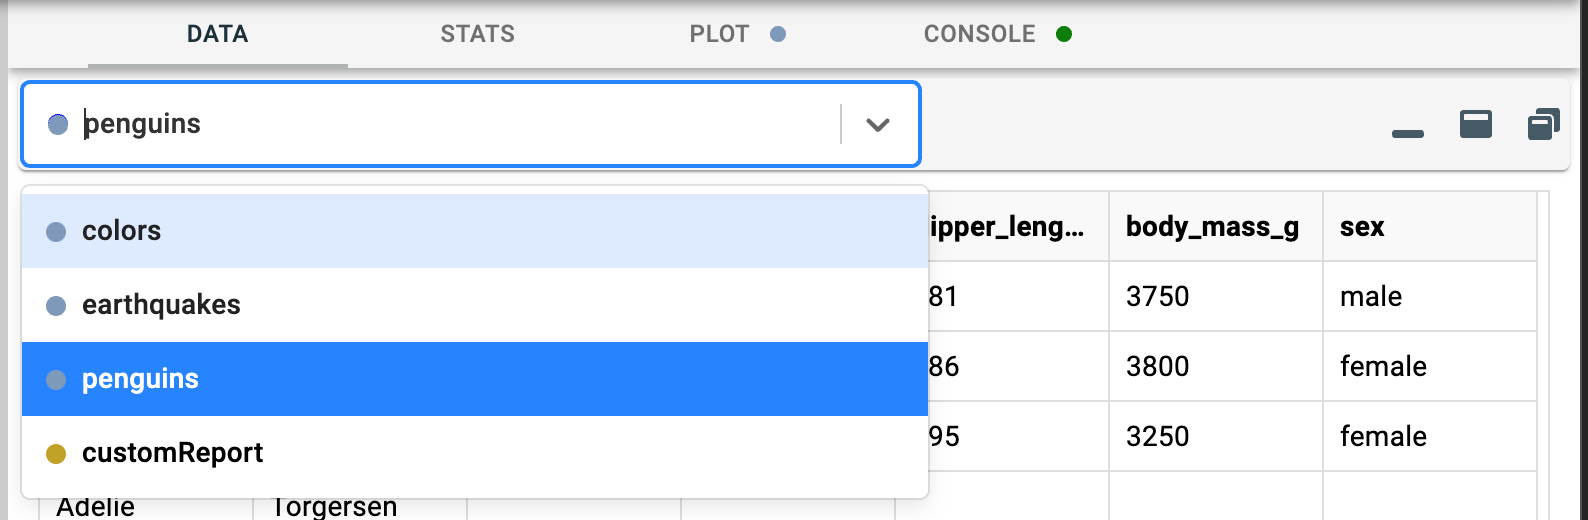 DATA STATS PLOT CONSOLE
penguins
colors
earthquakes
penguins
customReport
ipper_leng... body_mass_g sex
81 3750 male
86 3800 female
95 3250 female
Adelie Torgersen